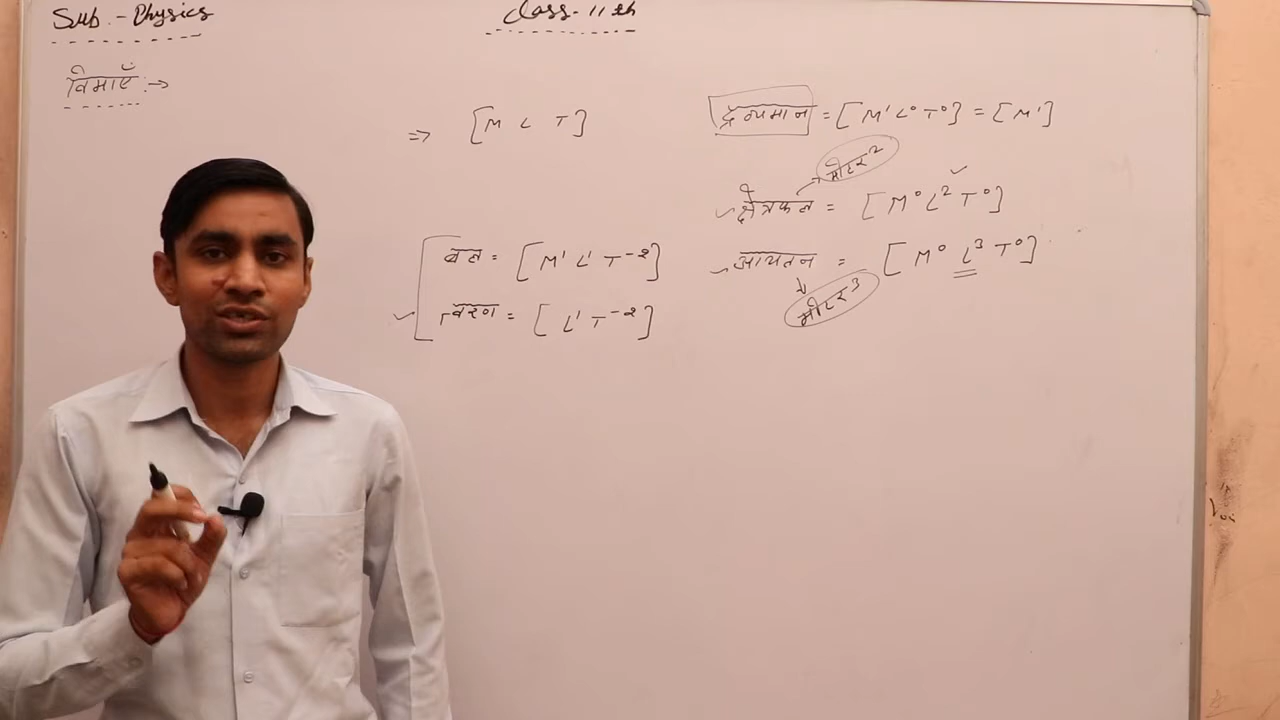 Sub. - Physics
Class - 11th
विमाएँ :→
⇒ [M L T]
द्रव्यमान = [M¹ L⁰ T⁰] = [M¹]
मीटर²
क्षेत्रफल = [M⁰ L² T⁰]
बल = [M¹ L¹ T⁻²]
आयतन = [M⁰ L³ T⁰]
मीटर³
त्वरण = [L¹ T⁻²]